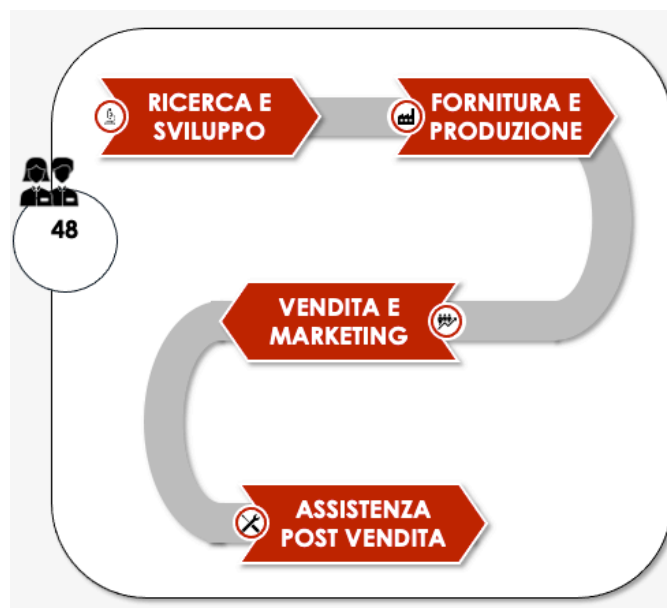 RICERCA E
SVILUPPO
FORNITURA E
PRODUZIONE
48
VENDITA E
MARKETING
ASSISTENZA
POST VENDITA